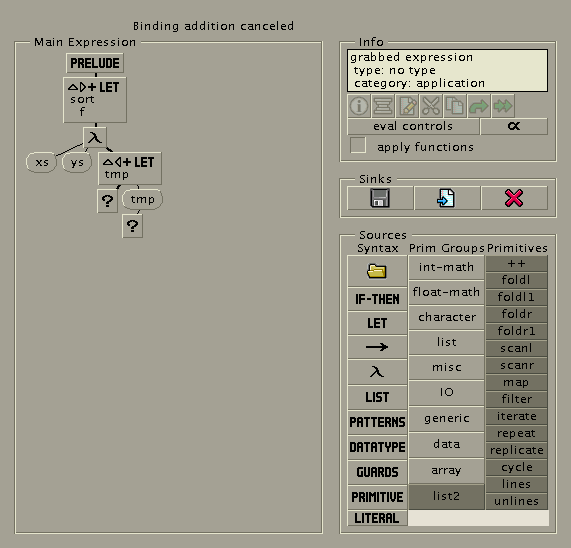 Binding addition canceled
Main Expression
PRELUDE
△▷+ LET
sort
f
λ
xs
ys
△◁+ LET
tmp
?
tmp
?
Info
grabbed expression
type: no type
category: application
eval controls
α
apply functions
Sinks
Sources
Syntax Prim Groups Primitives
IF-THEN
LET
→
λ
LIST
PATTERNS
DATATYPE
GUARDS
PRIMITIVE
LITERAL
int-math
float-math
character
list
misc
IO
generic
data
array
list2
++
foldl
foldl1
foldr
foldr1
scanl
scanr
map
filter
iterate
repeat
replicate
cycle
lines
unlines